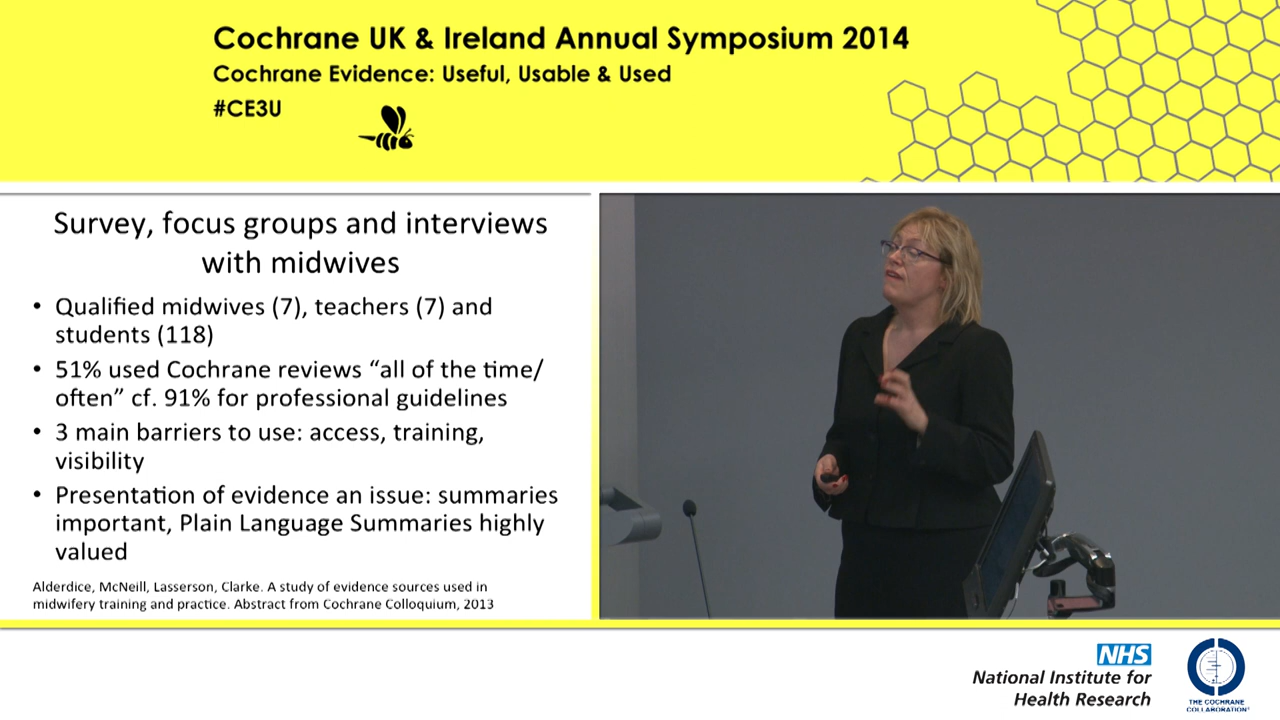 Cochrane UK & Ireland Annual Symposium 2014
Cochrane Evidence: Useful, Usable & Used
#CE3U
Survey, focus groups and interviews
with midwives
• Qualified midwives (7), teachers (7) and
students (118)
• 51% used Cochrane reviews “all of the time/
often” cf. 91% for professional guidelines
• 3 main barriers to use: access, training,
visibility
• Presentation of evidence an issue: summaries
important, Plain Language Summaries highly
valued
Alderdice, McNeill, Lasserson, Clarke. A study of evidence sources used in
midwifery training and practice. Abstract from Cochrane Colloquium, 2013
NHS
National Institute for
Health Research
THE COCHRANE
COLLABORATION®